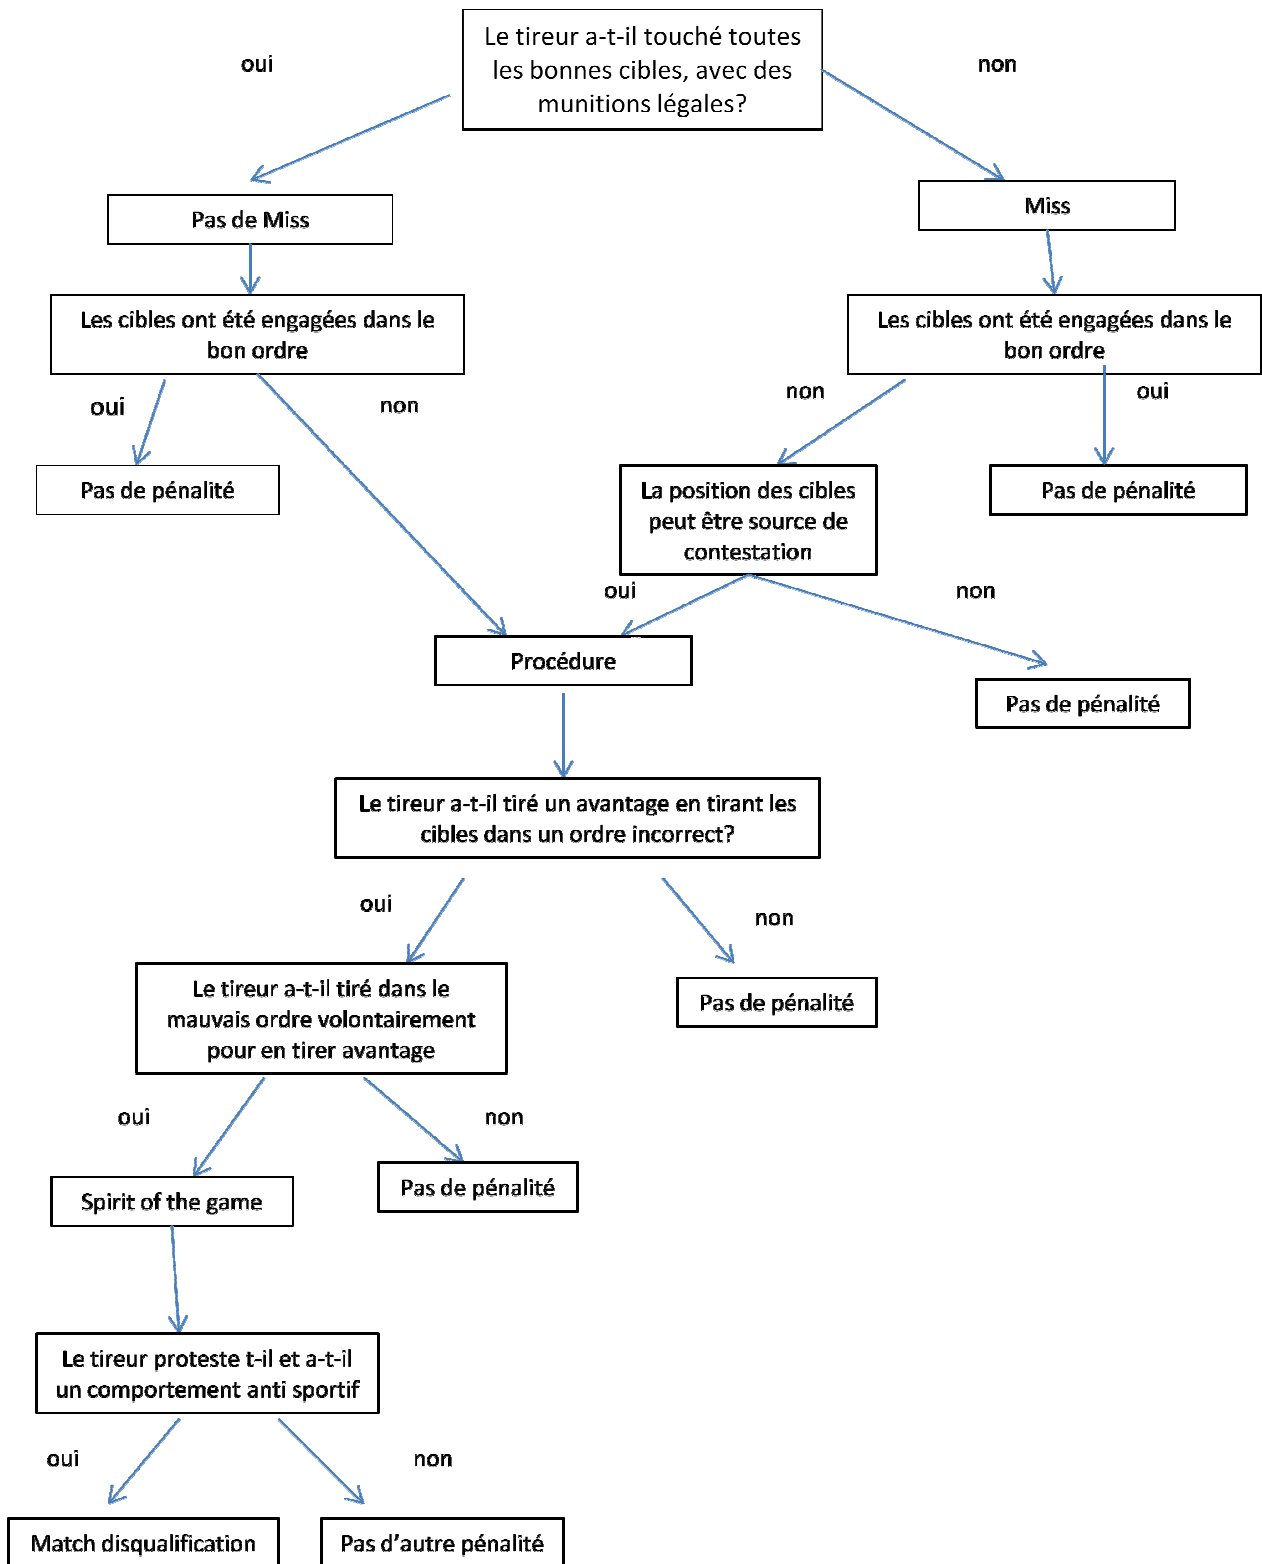 Le tireur a-t-il touché toutes
les bonnes cibles, avec des
munitions légales?
oui
non
Pas de Miss
Miss
Les cibles ont été engagées dans le
bon ordre
Les cibles ont été engagées dans le
bon ordre
oui
non
non
oui
Pas de pénalité
La position des cibles
peut être source de
contestation
Pas de pénalité
oui
non
Procédure
Pas de pénalité
Le tireur a-t-il tiré un avantage en tirant les
cibles dans un ordre incorrect?
oui
non
Le tireur a-t-il tiré dans le
mauvais ordre volontairement
pour en tirer avantage
Pas de pénalité
oui
non
Spirit of the game
Pas de pénalité
Le tireur proteste t-il et a-t-il
un comportement anti sportif
oui
non
Match disqualification
Pas d'autre pénalité